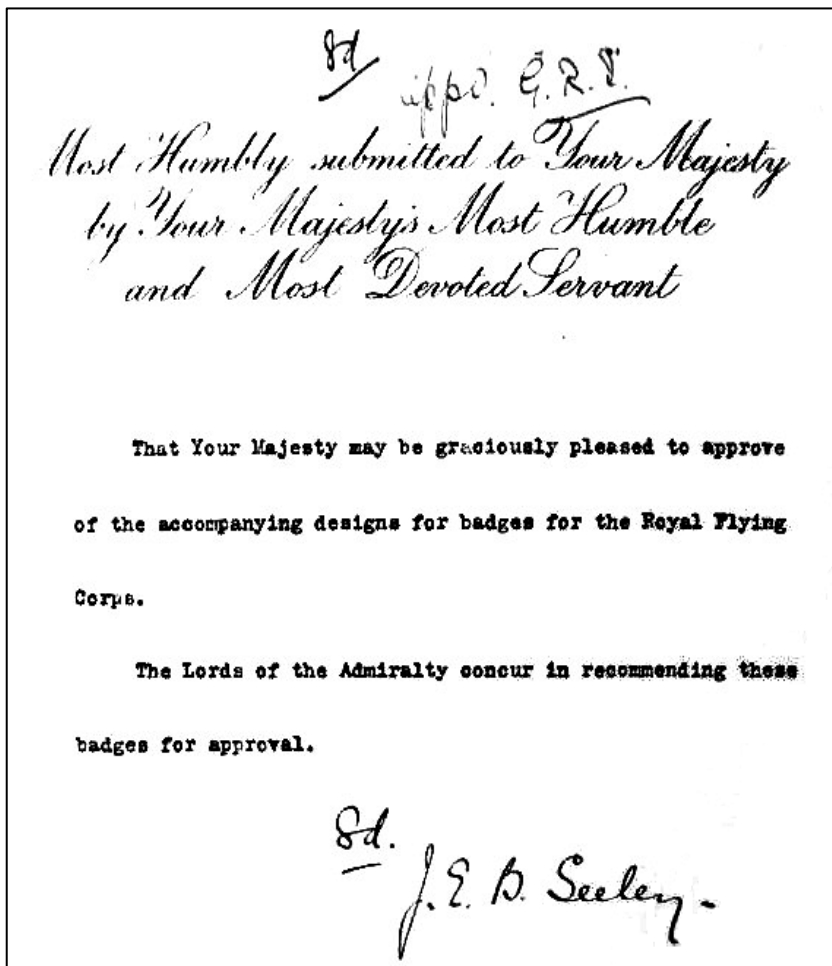 Sd
appd. G.R.I.
Most Humbly submitted to Your Majesty
by Your Majesty's Most Humble
and Most Devoted Servant
That Your Majesty may be graciously pleased to approve
of the accompanying designs for badges for the Royal Flying
Corps.
The Lords of the Admiralty concur in recommending these
badges for approval.
Sd.
J. E. B. Seeley.